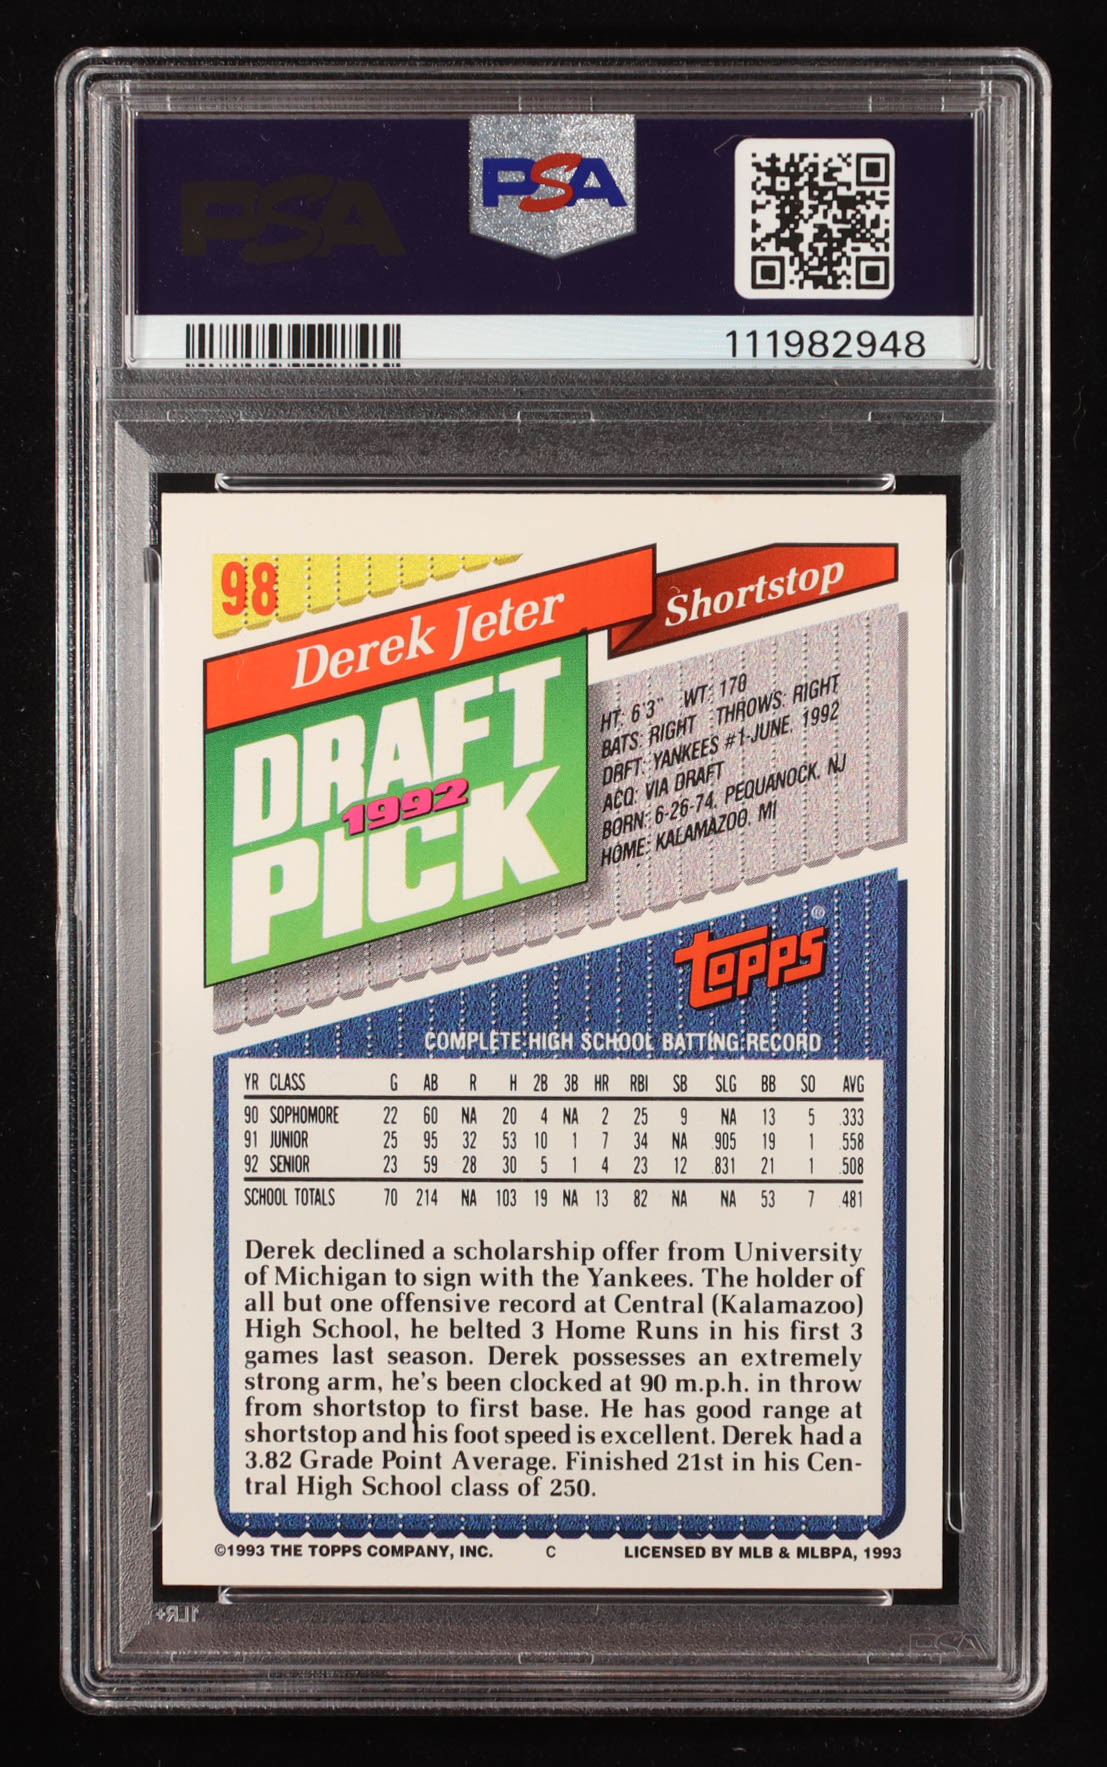 PSA
PSA
111982948
98
Derek Jeter
Shortstop
DRAFT
1992
PICK
HT: 6'3" WT: 170
BATS: RIGHT THROWS: RIGHT
DRFT: YANKEES #1-JUNE, 1992
ACQ: VIA DRAFT
BORN: 6-26-74, PEQUANOCK, NJ
HOME: KALAMAZOO, MI
Topps®
COMPLETE HIGH SCHOOL BATTING RECORD
YR CLASS G AB R H 2B 3B HR RBI SB SLG BB SO AVG
90 SOPHOMORE 22 60 NA 20 4 NA 2 25 9 NA 13 5 .333
91 JUNIOR 25 95 32 53 10 1 7 34 NA .905 19 1 .558
92 SENIOR 23 59 28 30 5 1 4 23 12 .831 21 1 .508
SCHOOL TOTALS 70 214 NA 103 19 NA 13 82 NA NA 53 7 .481
Derek declined a scholarship offer from University
of Michigan to sign with the Yankees. The holder of
all but one offensive record at Central (Kalamazoo)
High School, he belted 3 Home Runs in his first 3
games last season. Derek possesses an extremely
strong arm, he's been clocked at 90 m.p.h. in throw
from shortstop to first base. He has good range at
shortstop and his foot speed is excellent. Derek had a
3.82 Grade Point Average. Finished 21st in his Cen-
tral High School class of 250.
©1993 THE TOPPS COMPANY, INC. C LICENSED BY MLB & MLBPA, 1993
1LR+
PSA